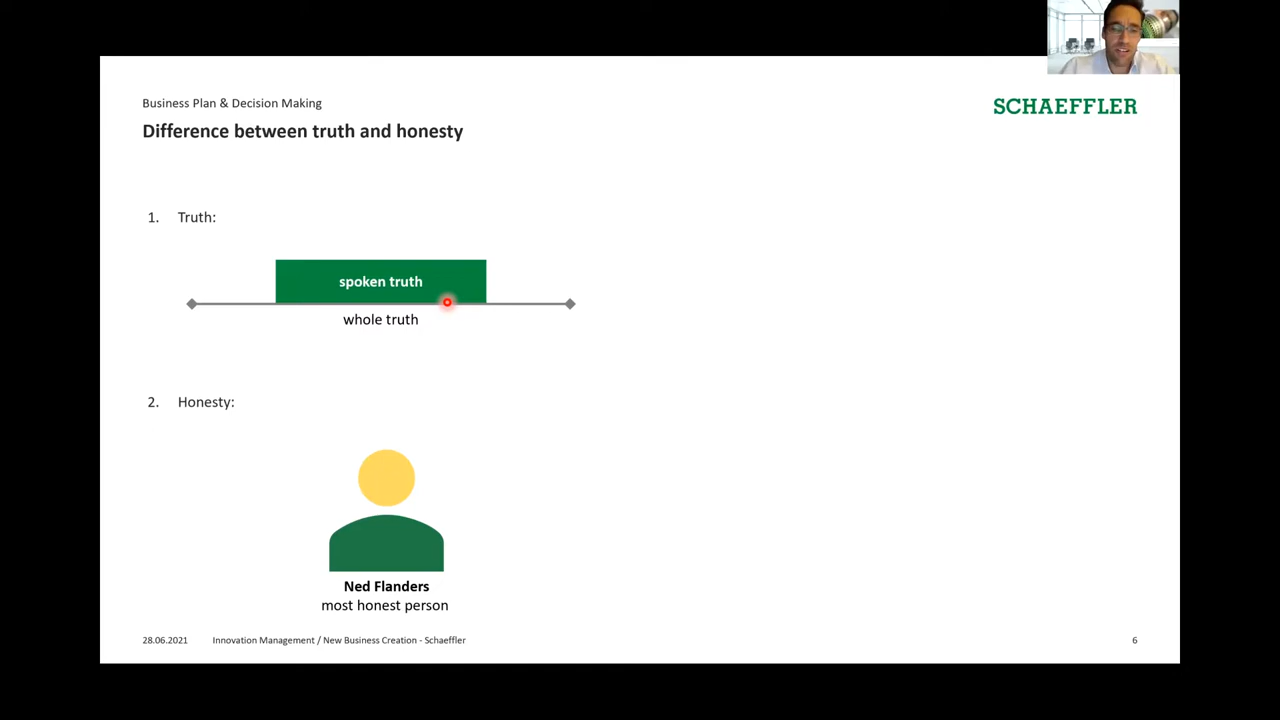 Business Plan & Decision Making
SCHAEFFLER
Difference between truth and honesty
1. Truth:
spoken truth
whole truth
2. Honesty:
Ned Flanders
most honest person
28.06.2021 Innovation Management / New Business Creation - Schaeffler 6